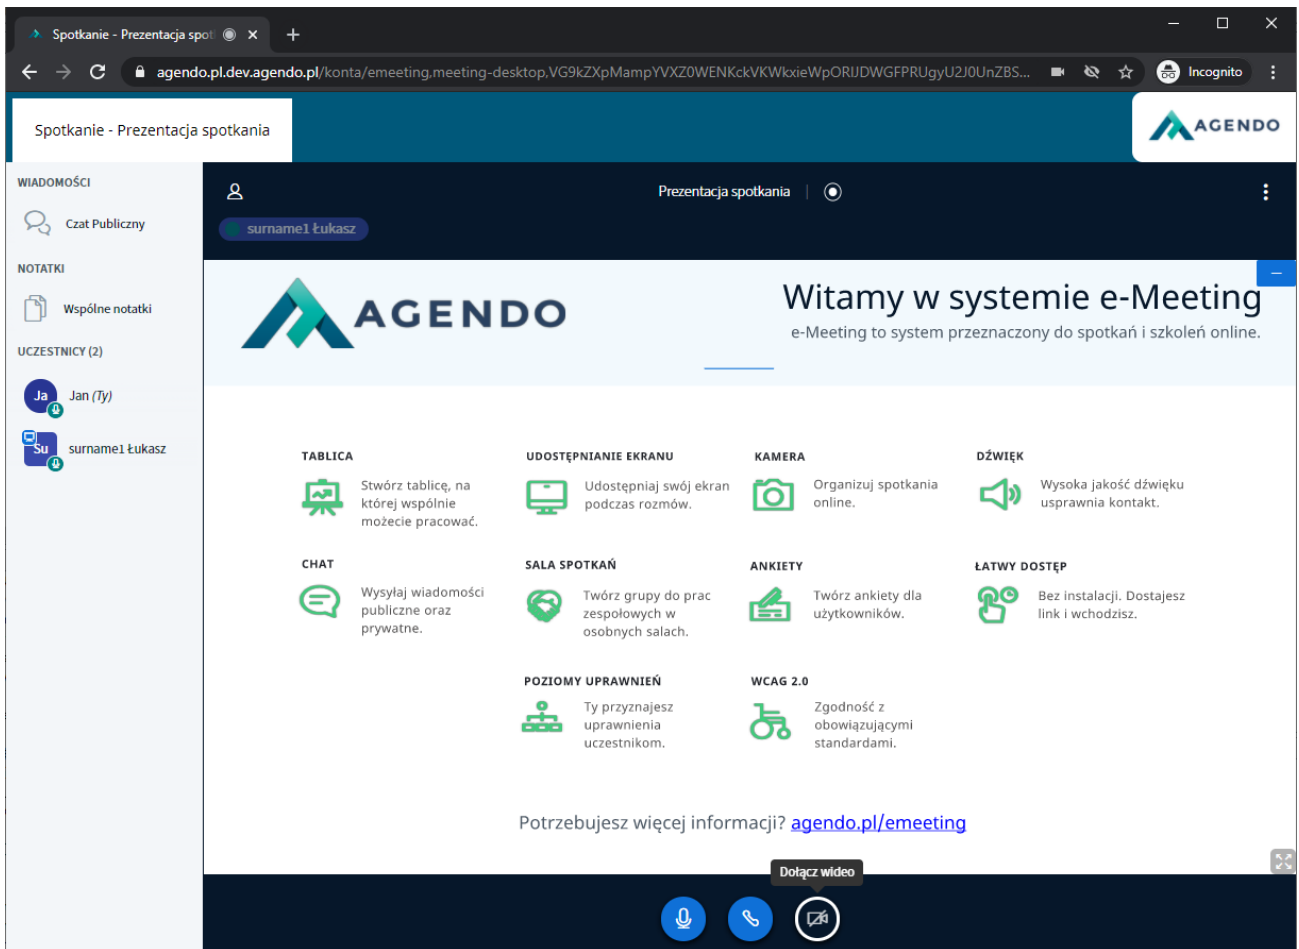 Spotkanie - Prezentacja spot
agendo.pl.dev.agendo.pl/konta/emeeting,meeting-desktop,VG9kZXpMampYVXZ0WENKckVKWkxieWpORlJDWGFPRUgyU2J0UnZBS...
Incognito
Spotkanie - Prezentacja spotkania
AGENDO
WIADOMOŚCI
Czat Publiczny
NOTATKI
Wspólne notatki
UCZESTNICY (2)
Ja
Jan (Ty)
Su
surname1 Łukasz
Prezentacja spotkania
surname1 Łukasz
AGENDO
Witamy w systemie e-Meeting
e-Meeting to system przeznaczony do spotkań i szkoleń online.
TABLICA
Stwórz tablicę, na
której wspólnie
możecie pracować.
UDOSTĘPNIANIE EKRANU
Udostępniaj swój ekran
podczas rozmów.
KAMERA
Organizuj spotkania
online.
DŹWIĘK
Wysoka jakość dźwięku
usprawnia kontakt.
CHAT
Wysyłaj wiadomości
publiczne oraz
prywatne.
SALA SPOTKAŃ
Twórz grupy do prac
zespołowych w
osobnych salach.
ANKIETY
Twórz ankiety dla
użytkowników.
ŁATWY DOSTĘP
Bez instalacji. Dostajesz
link i wchodzisz.
POZIOMY UPRAWNIEŃ
Ty przyznajesz
uprawnienia
uczestnikom.
WCAG 2.0
Zgodność z
obowiązującymi
standardami.
Potrzebujesz więcej informacji? agendo.pl/emeeting
Dołącz wideo